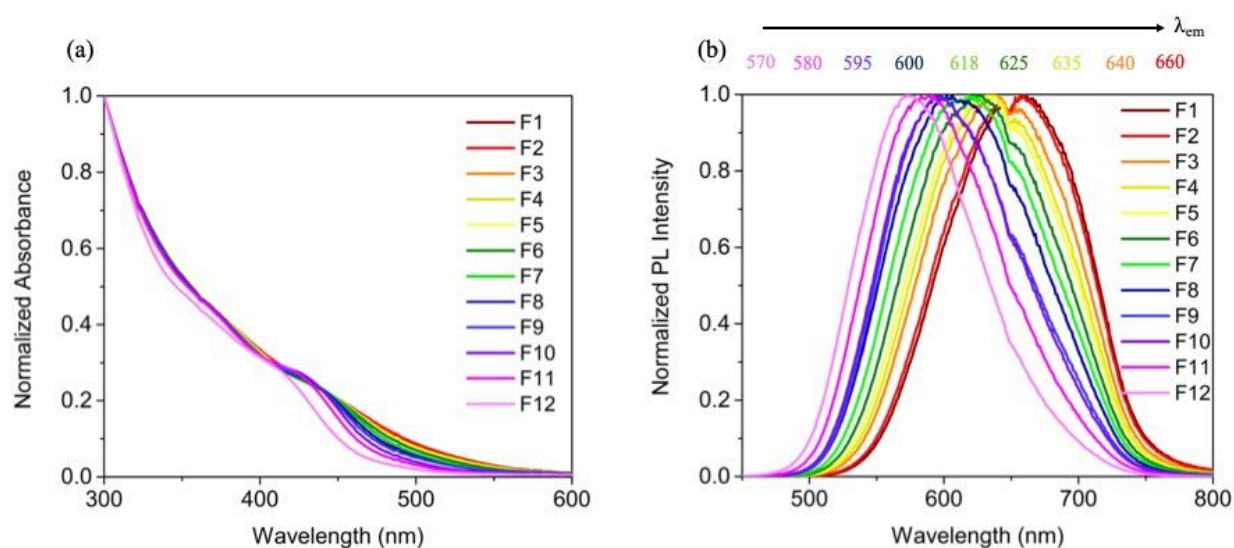 (a)
Normalized Absorbance
1.0
0.8
0.6
0.4
0.2
0.0
F1
F2
F3
F4
F5
F6
F7
F8
F9
F10
F11
F12
300 400 500 600
Wavelength (nm)
(b)
λem
570 580 595 600 618 625 635 640 660
Normalized PL Intensity
1.0
0.8
0.6
0.4
0.2
0.0
F1
F2
F3
F4
F5
F6
F7
F8
F9
F10
F11
F12
500 600 700 800
Wavelength (nm)